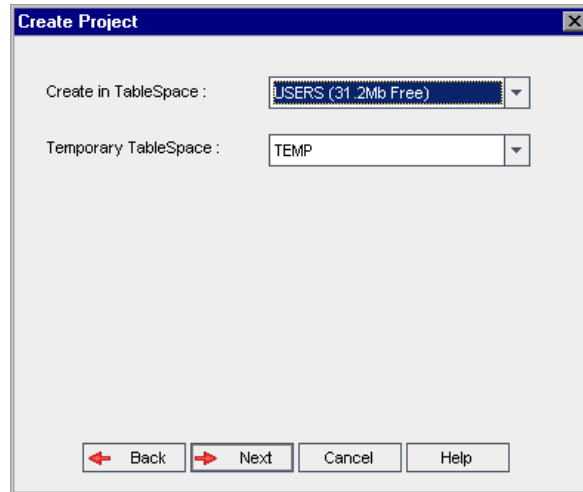 Create Project
Create in TableSpace : USERS (31.2Mb Free)
Temporary TableSpace : TEMP
Back Next Cancel Help